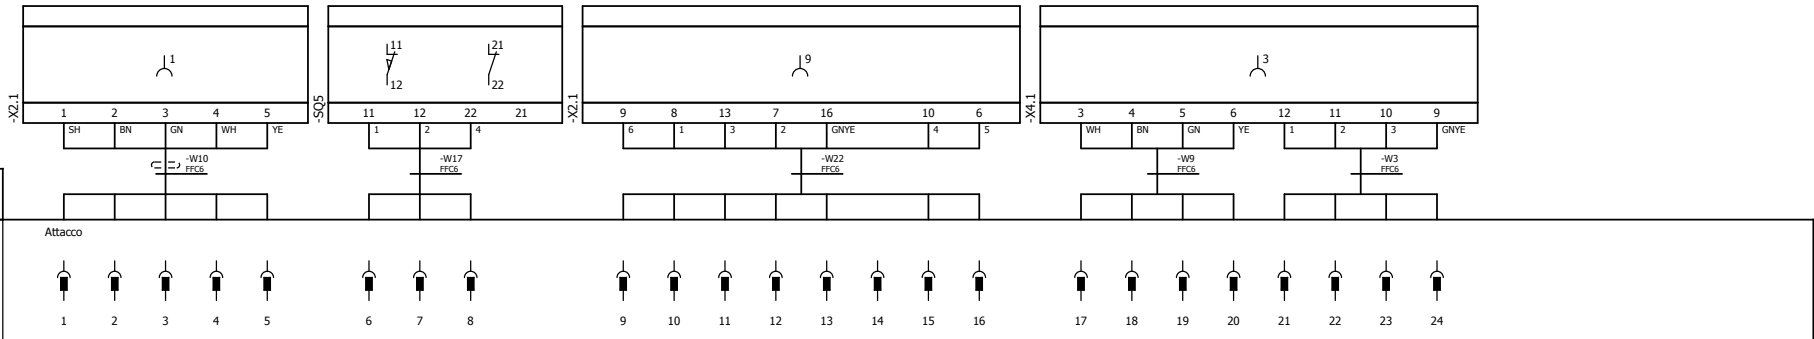 -X2.1
1
1 2 3 4 5
SH BN GN WH YE
-W10
FFC6
-SQ5
11 21
12 22
11 12 22 21
1 2 4
-W17
FFC6
-X2.1
9
9 8 13 7 16 10 6
6 1 3 2 GNYE 4 5
-W22
FFC6
-X4.1
3
3 4 5 6 12 11 10 9
WH BN GN YE 1 2 3 GNYE
-W9
FFC6
-W3
FFC6
Attacco
1 2 3 4 5 6 7 8 9 10 11 12 13 14 15 16 17 18 19 20 21 22 23 24